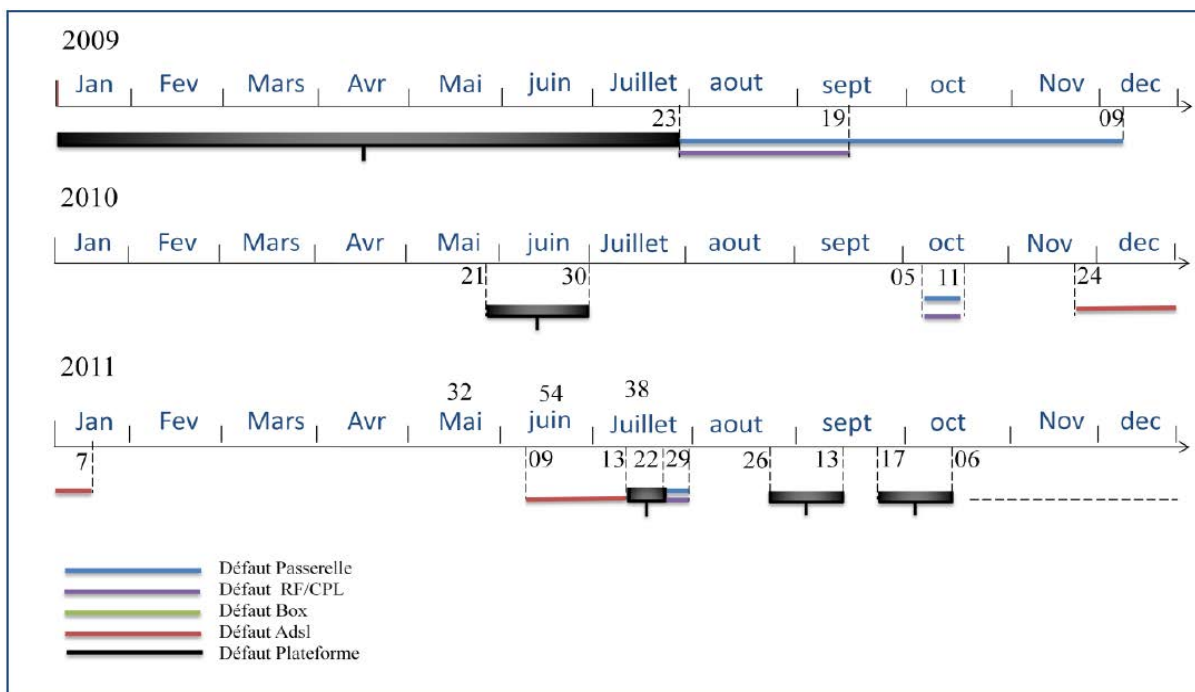 2009
Jan Fev Mars Avr Mai juin Juillet aout sept oct Nov dec
23 19 09
2010
Jan Fev Mars Avr Mai juin Juillet aout sept oct Nov dec
21 30 05 11 24
2011
32 54 38
Jan Fev Mars Avr Mai juin Juillet aout sept oct Nov dec
7 09 13 22 29 26 13 17 06
Défaut Passerelle
Défaut RF/CPL
Défaut Box
Défaut Adsl
Défaut Plateforme